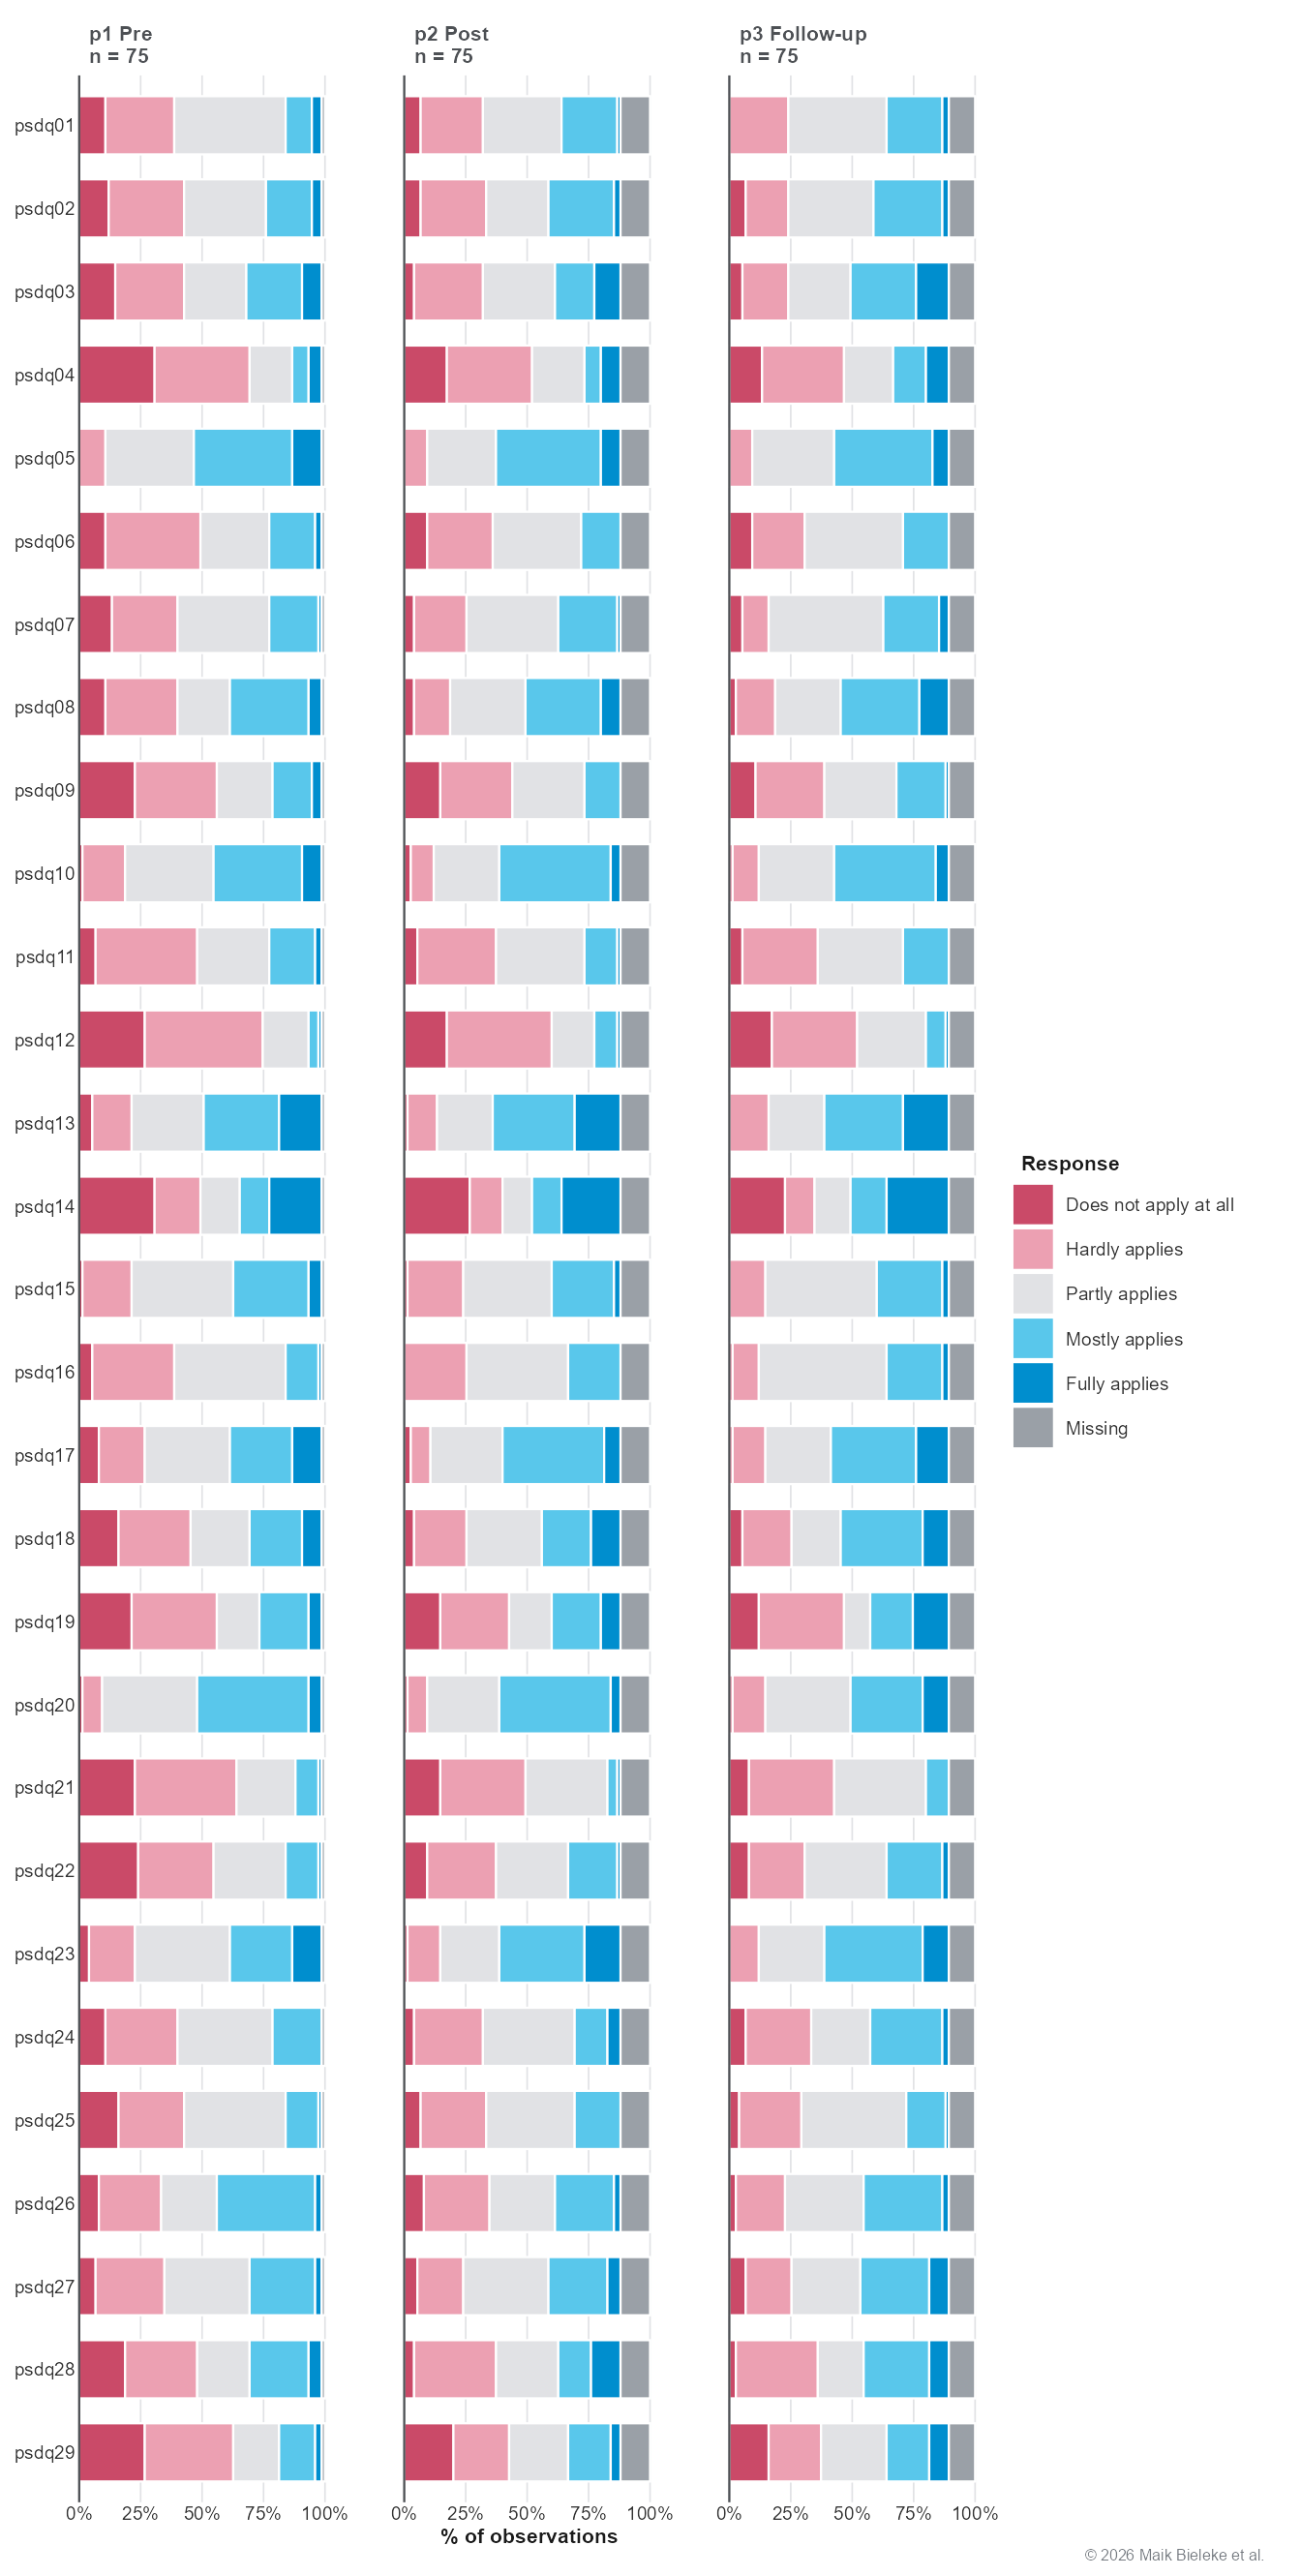 p1 Pre
n = 75
p2 Post
n = 75
p3 Follow-up
n = 75
psdq01
psdq02
psdq03
psdq04
psdq05
psdq06
psdq07
psdq08
psdq09
psdq10
psdq11
psdq12
psdq13
psdq14
psdq15
psdq16
psdq17
psdq18
psdq19
psdq20
psdq21
psdq22
psdq23
psdq24
psdq25
psdq26
psdq27
psdq28
psdq29
0% 25% 50% 75% 100%
0% 25% 50% 75% 100%
0% 25% 50% 75% 100%
% of observations
Response
Does not apply at all
Hardly applies
Partly applies
Mostly applies
Fully applies
Missing
© 2026 Maik Bieleke et al.